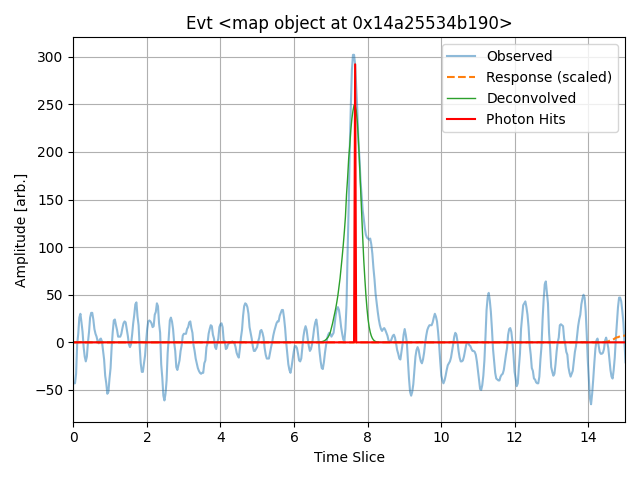 Evt <map object at 0x14a25534b190>
Observed
Response (scaled)
Deconvolved
Photon Hits
Amplitude [arb.]
300
250
200
150
100
50
0
−50
0 2 4 6 8 10 12 14
Time Slice